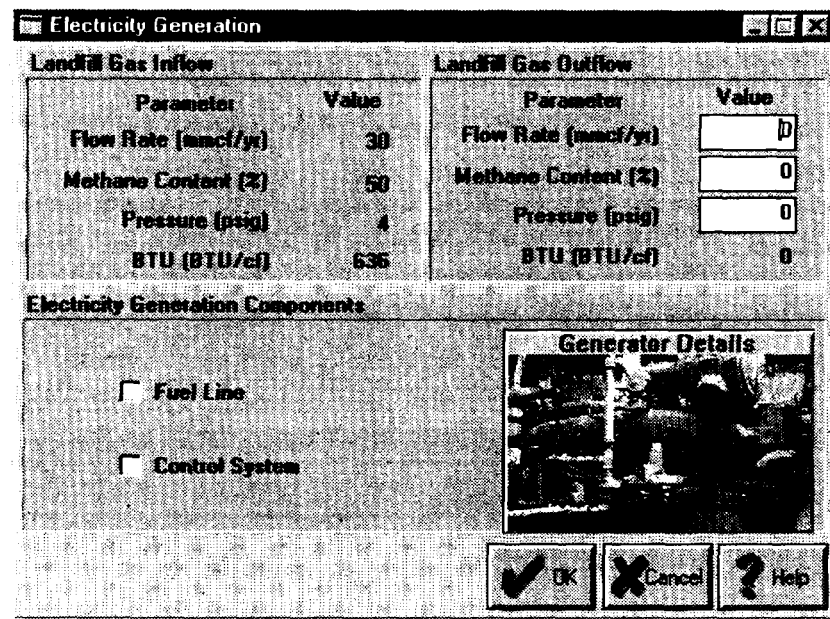 Electricity Generation
Landfill Gas Inflow
Parameter Value
Flow Rate (mmcf/yr) 30
Methane Content (%) 50
Pressure (psig) 4
BTU (BTU/cf) 636
Landfill Gas Outflow
Parameter Value
Flow Rate (mmcf/yr) 0
Methane Content (%) 0
Pressure (psig) 0
BTU (BTU/cf) 0
Electricity Generation Components
Fuel Line
Control System
Generator Details
OK
Cancel
? Help